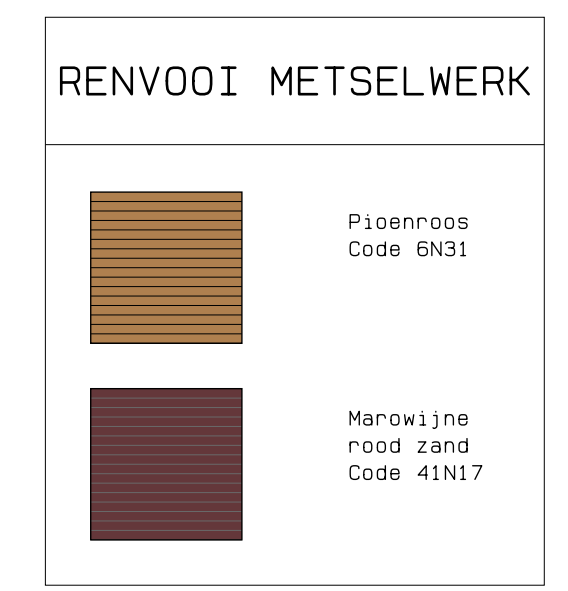 RENVOOI METSELWERK
Pioenroos
Code 6N31
Marowijne
rood zand
Code 41N17